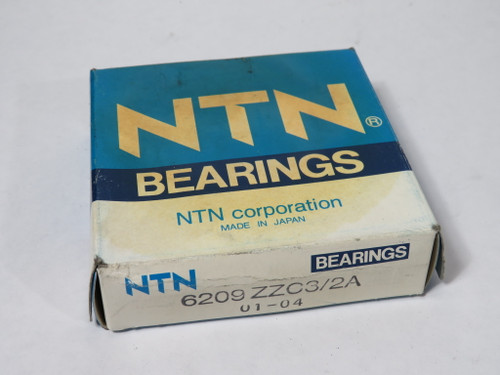 NTN®
BEARINGS
NTN corporation
MADE IN JAPAN
NTN BEARINGS
6209 ZZC3/2A
01-04